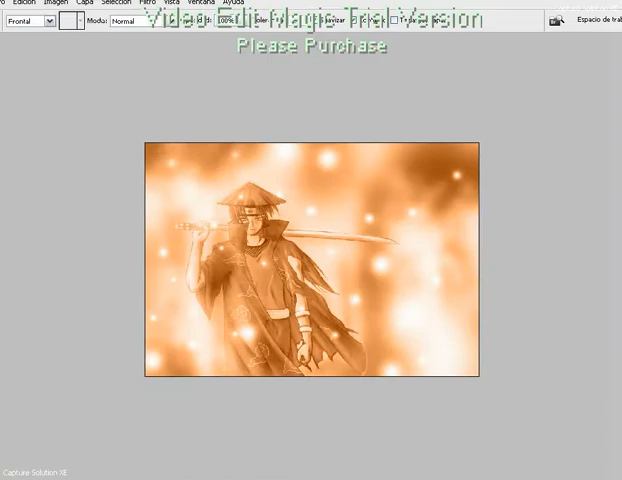 Edición Imagen Capa Selección Filtro Vista Ventana Ayuda
Video Edit Magic Trial Version
Frontal Modo: Normal 100% Espacio de tra
Please Purchase
Capture Solution XE